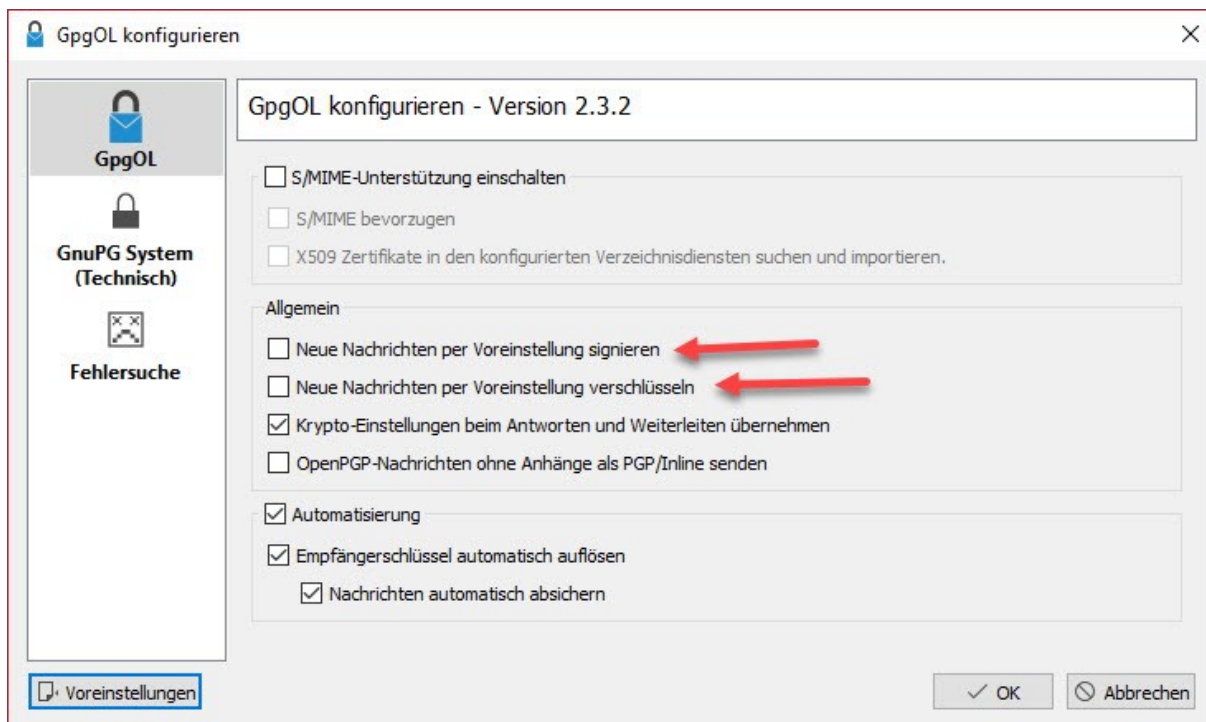 GpgOL konfigurieren
GpgOL
GnuPG System
(Technisch)
Fehlersuche
GpgOL konfigurieren - Version 2.3.2
S/MIME-Unterstützung einschalten
S/MIME bevorzugen
X509 Zertifikate in den konfigurierten Verzeichnisdiensten suchen und importieren.
Allgemein
Neue Nachrichten per Voreinstellung signieren
Neue Nachrichten per Voreinstellung verschlüsseln
Krypto-Einstellungen beim Antworten und Weiterleiten übernehmen
OpenPGP-Nachrichten ohne Anhänge als PGP/Inline senden
Automatisierung
Empfängerschlüssel automatisch auflösen
Nachrichten automatisch absichern
Voreinstellungen
OK
Abbrechen